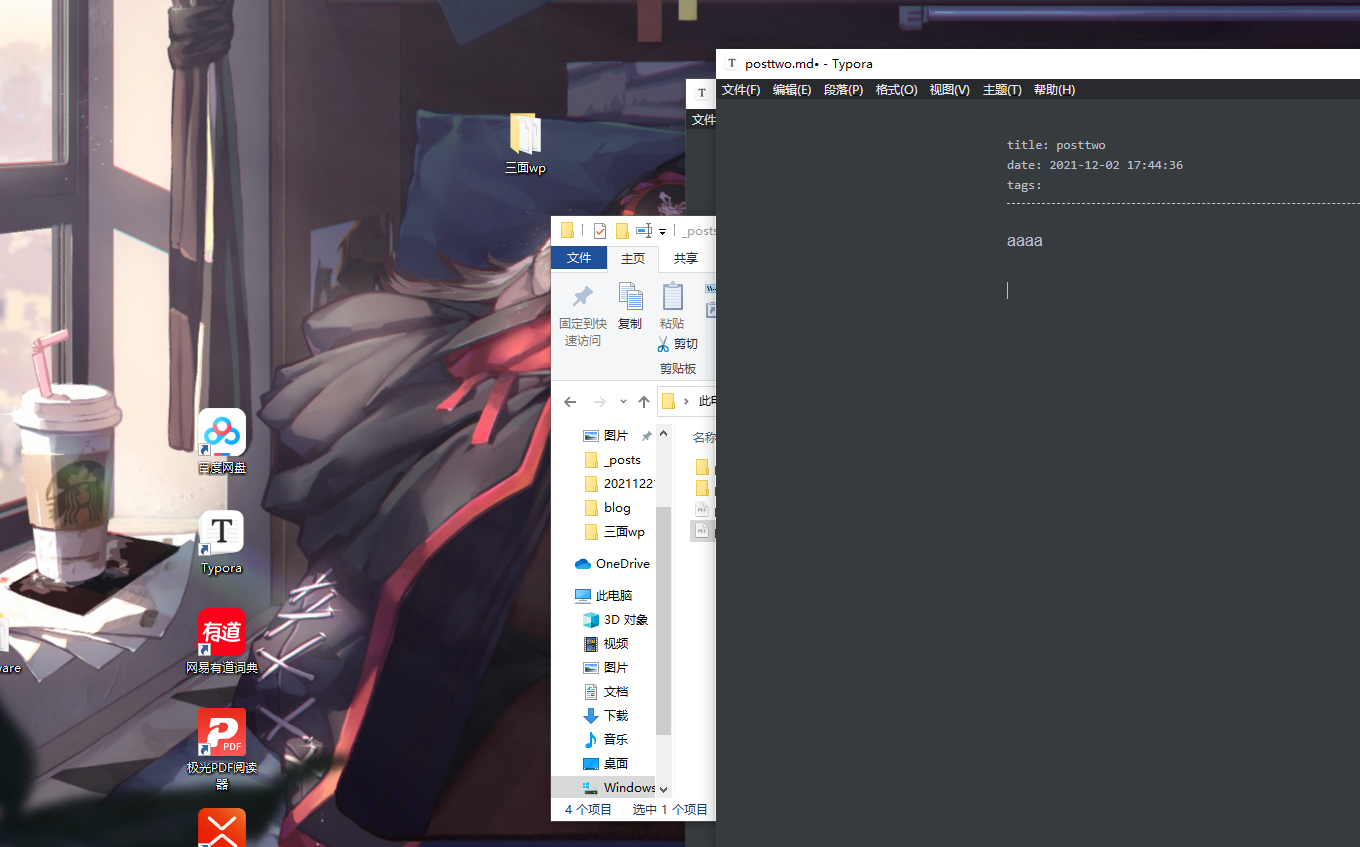 三面wp
百度网盘
T
Typora
有道
网易有道词典
PDF
极光PDF阅读
器
T
文件
_posts
文件 主页 共享
固定到快
速访问
复制
粘贴
剪切
剪贴板
名称
图片
_posts
blog
三面wp
OneDrive
此电脑
3D 对象
视频
图片
文档
下载
音乐
桌面
Windows
4 个项目 选中 1 个项目
T posttwo.md• - Typora
文件(F) 编辑(E) 段落(P) 格式(O) 视图(V) 主题(T) 帮助(H)
title: posttwo
date: 2021-12-02 17:44:36
tags:
aaaa